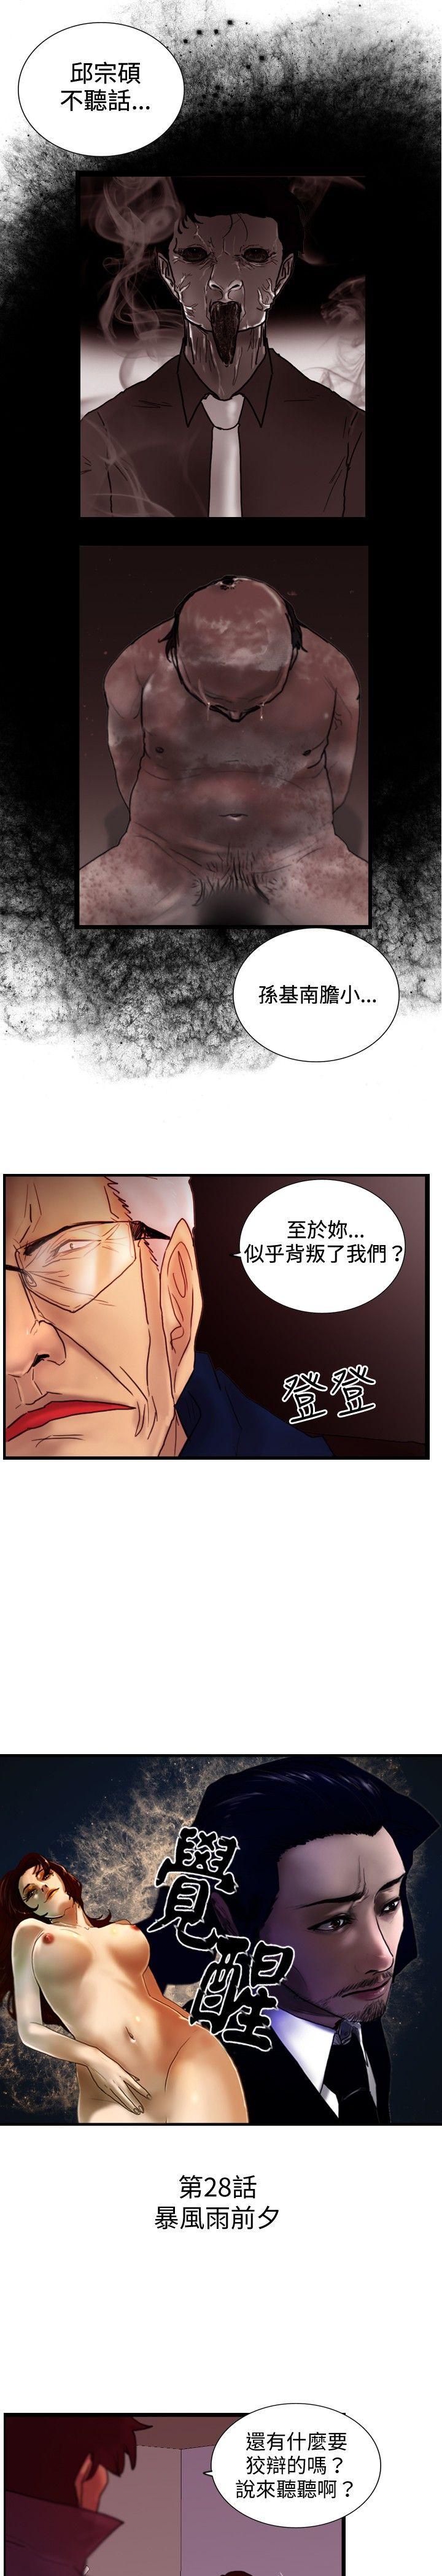 邱宗碩
不聽話...
孫基南膽小...
至於妳...
似乎背叛了我們？
登登
覺醒
第28話
暴風雨前夕
還有什麼要
狡辯的嗎？
說來聽聽啊？